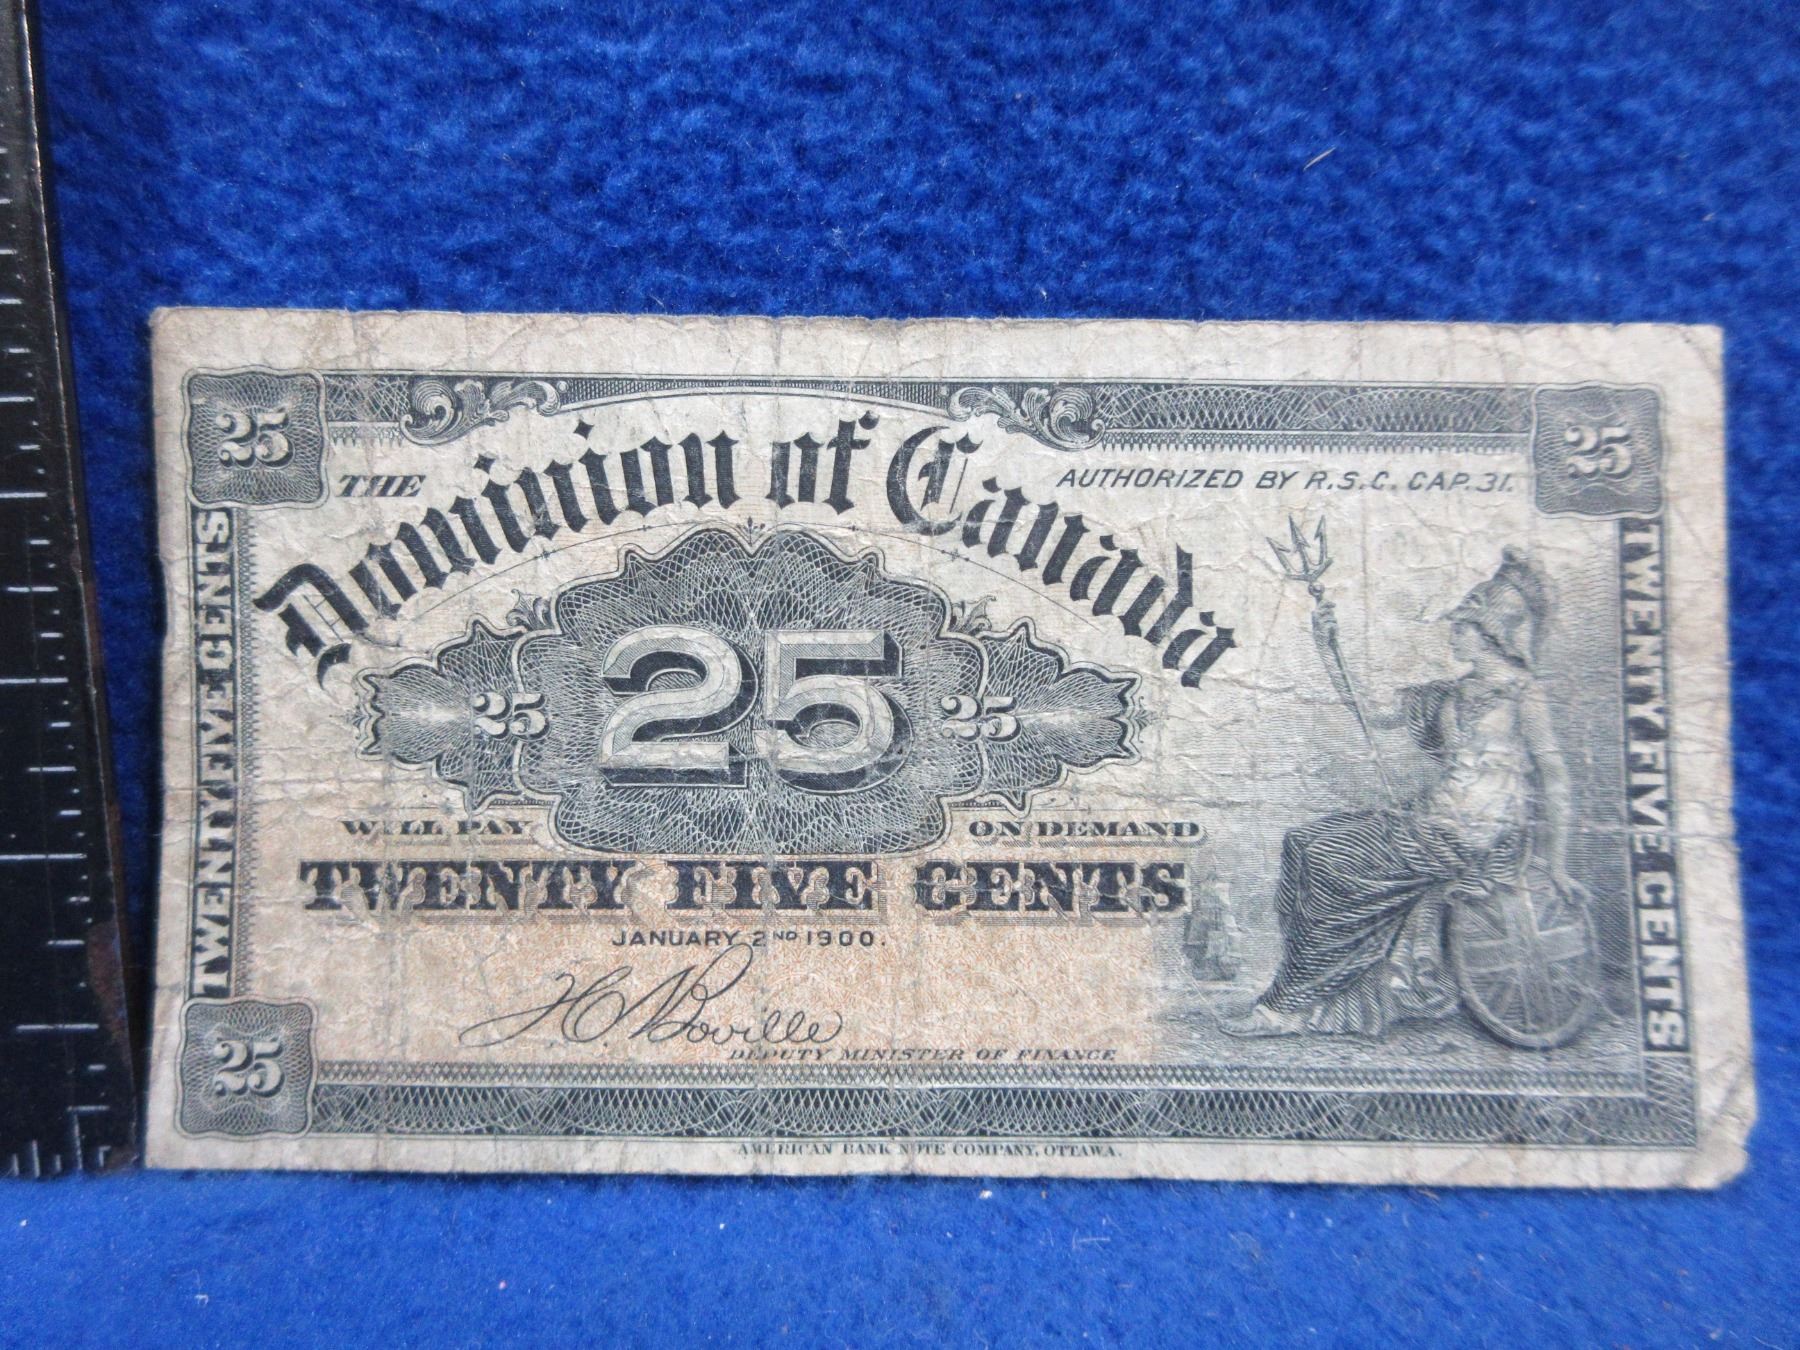 25
25
THE
Dominion of Canada
AUTHORIZED BY R.S.C. CAP. 31.
TWENTY FIVE CENTS
25
25
25
TWENTY FIVE CENTS
WILL PAY
ON DEMAND
TWENTY FIVE CENTS
JANUARY 2ND 1900.
H.C. Boville
DEPUTY MINISTER OF FINANCE
25
AMERICAN BANK NOTE COMPANY, OTTAWA.